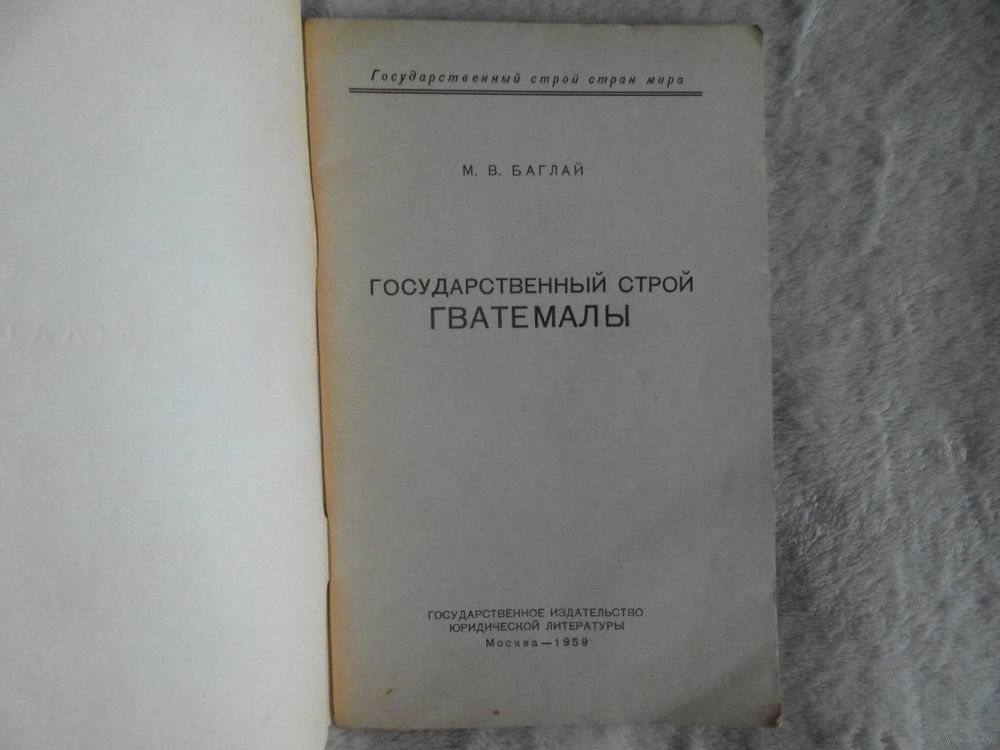 Государственный строй стран мира
М. В. БАГЛАЙ
ГОСУДАРСТВЕННЫЙ СТРОЙ
ГВАТЕМАЛЫ
ГОСУДАРСТВЕННОЕ ИЗДАТЕЛЬСТВО
ЮРИДИЧЕСКОЙ ЛИТЕРАТУРЫ
Москва—1959